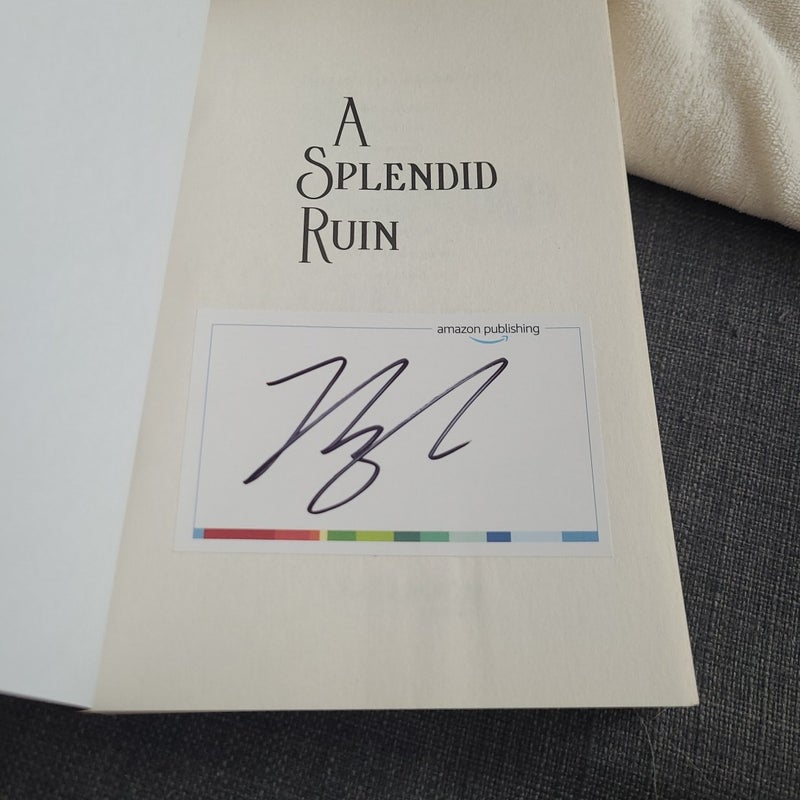 A
SPLENDID
RUIN
amazon publishing